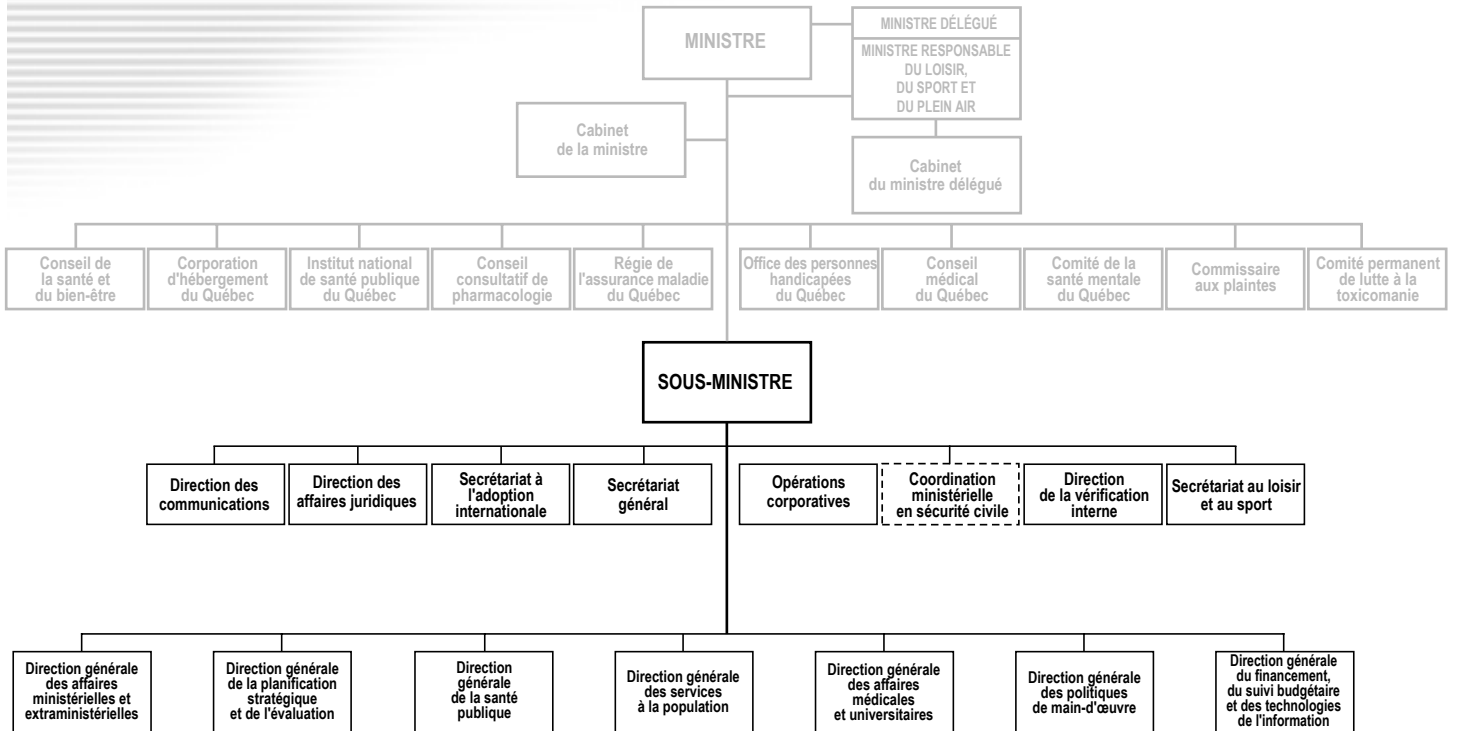 MINISTRE
MINISTRE DÉLÉGUÉ
MINISTRE RESPONSABLE
DU LOISIR,
DU SPORT ET
DU PLEIN AIR
Cabinet
de la ministre
Cabinet
du ministre délégué
Conseil de
la santé et
du bien-être
Corporation
d'hébergement
du Québec
Institut national
de santé publique
du Québec
Conseil
consultatif de
pharmacologie
Régie de
l'assurance maladie
du Québec
Office des personnes
handicapées
du Québec
Conseil
médical
du Québec
Comité de la
santé mentale
du Québec
Commissaire
aux plaintes
Comité permanent
de lutte à la
toxicomanie
SOUS-MINISTRE
Direction des
communications
Direction des
affaires juridiques
Secrétariat à
l'adoption
internationale
Secrétariat
général
Opérations
corporatives
Coordination
ministérielle
en sécurité civile
Direction
de la vérification
interne
Secrétariat au loisir
et au sport
Direction générale
des affaires
ministérielles et
extraministérielles
Direction générale
de la planification
stratégique
et de l'évaluation
Direction
générale
de la santé
publique
Direction générale
des services
à la population
Direction générale
des affaires
médicales
et universitaires
Direction générale
des politiques
de main-d'œuvre
Direction générale
du financement,
du suivi budgétaire
et des technologies
de l'information